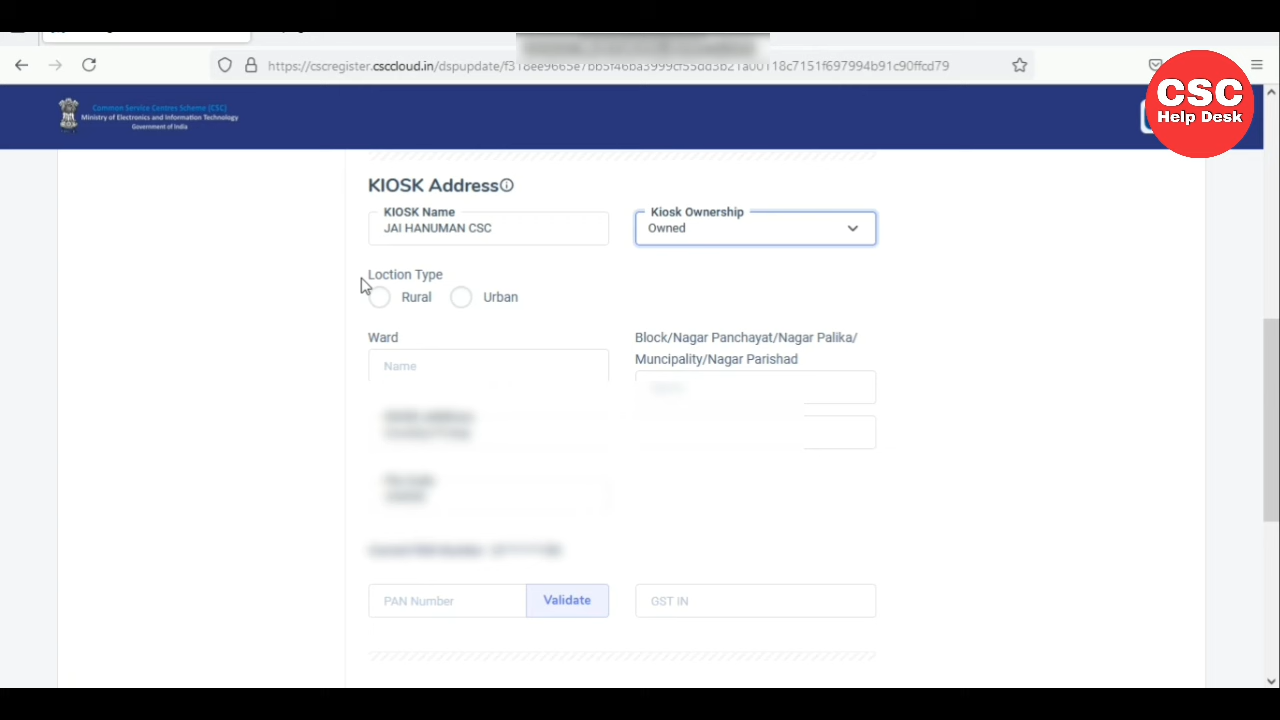 https://cscregister.csccloud.in/dspupdate/f318ee9665e7bb5f46ba3999cf55dd3b21a00118c7151f697994b91c90ffcd79
CSC
Help Desk
Common Service Centres Scheme (CSC)
Ministry of Electronics and Information Technology
Government of India
KIOSK Address
KIOSK Name
JAI HANUMAN CSC
Kiosk Ownership
Owned
Loction Type
Rural
Urban
Ward
Name
Block/Nagar Panchayat/Nagar Palika/
Muncipality/Nagar Parishad
PAN Number
Validate
GST IN